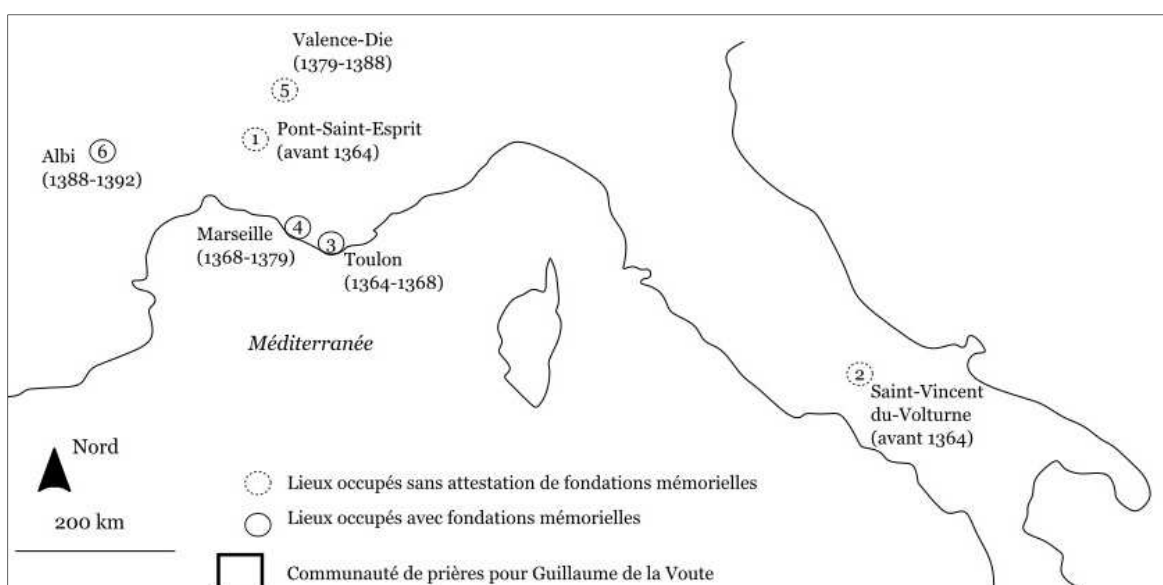 Valence-Die
(1379-1388)
5
1
Pont-Saint-Esprit
(avant 1364)
Albi
6
(1388-1392)
4
Marseille
(1368-1379)
3
Toulon
(1364-1368)
Méditerranée
2
Saint-Vincent
du-Volturne
(avant 1364)
Nord
200 km
Lieux occupés sans attestation de fondations mémorielles
Lieux occupés avec fondations mémorielles
Communauté de prières pour Guillaume de la Voute